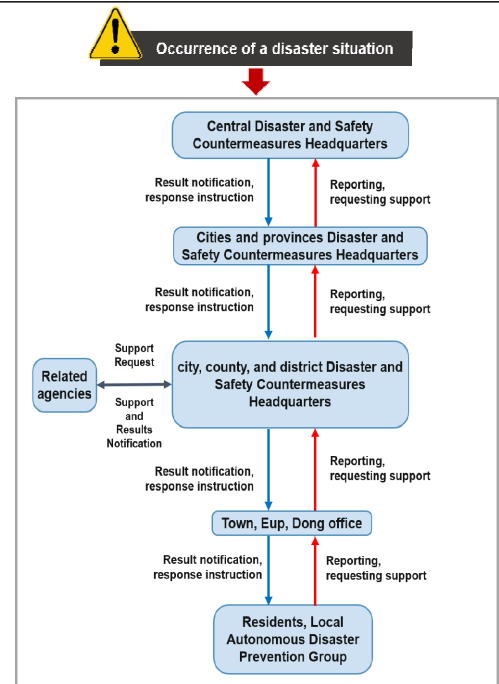 Occurrence of a disaster situation
Central Disaster and Safety
Countermeasures Headquarters
Result notification,
response instruction
Reporting,
requesting support
Cities and provinces Disaster and
Safety Countermeasures Headquarters
Result notification,
response instruction
Reporting,
requesting support
Support
Request
Related
agencies
Support
and
Results
Notification
city, county, and district Disaster and
Safety Countermeasures
Headquarters
Result notification,
response instruction
Reporting,
requesting support
Town, Eup, Dong office
Result notification,
response instruction
Reporting,
requesting support
Residents, Local
Autonomous Disaster
Prevention Group